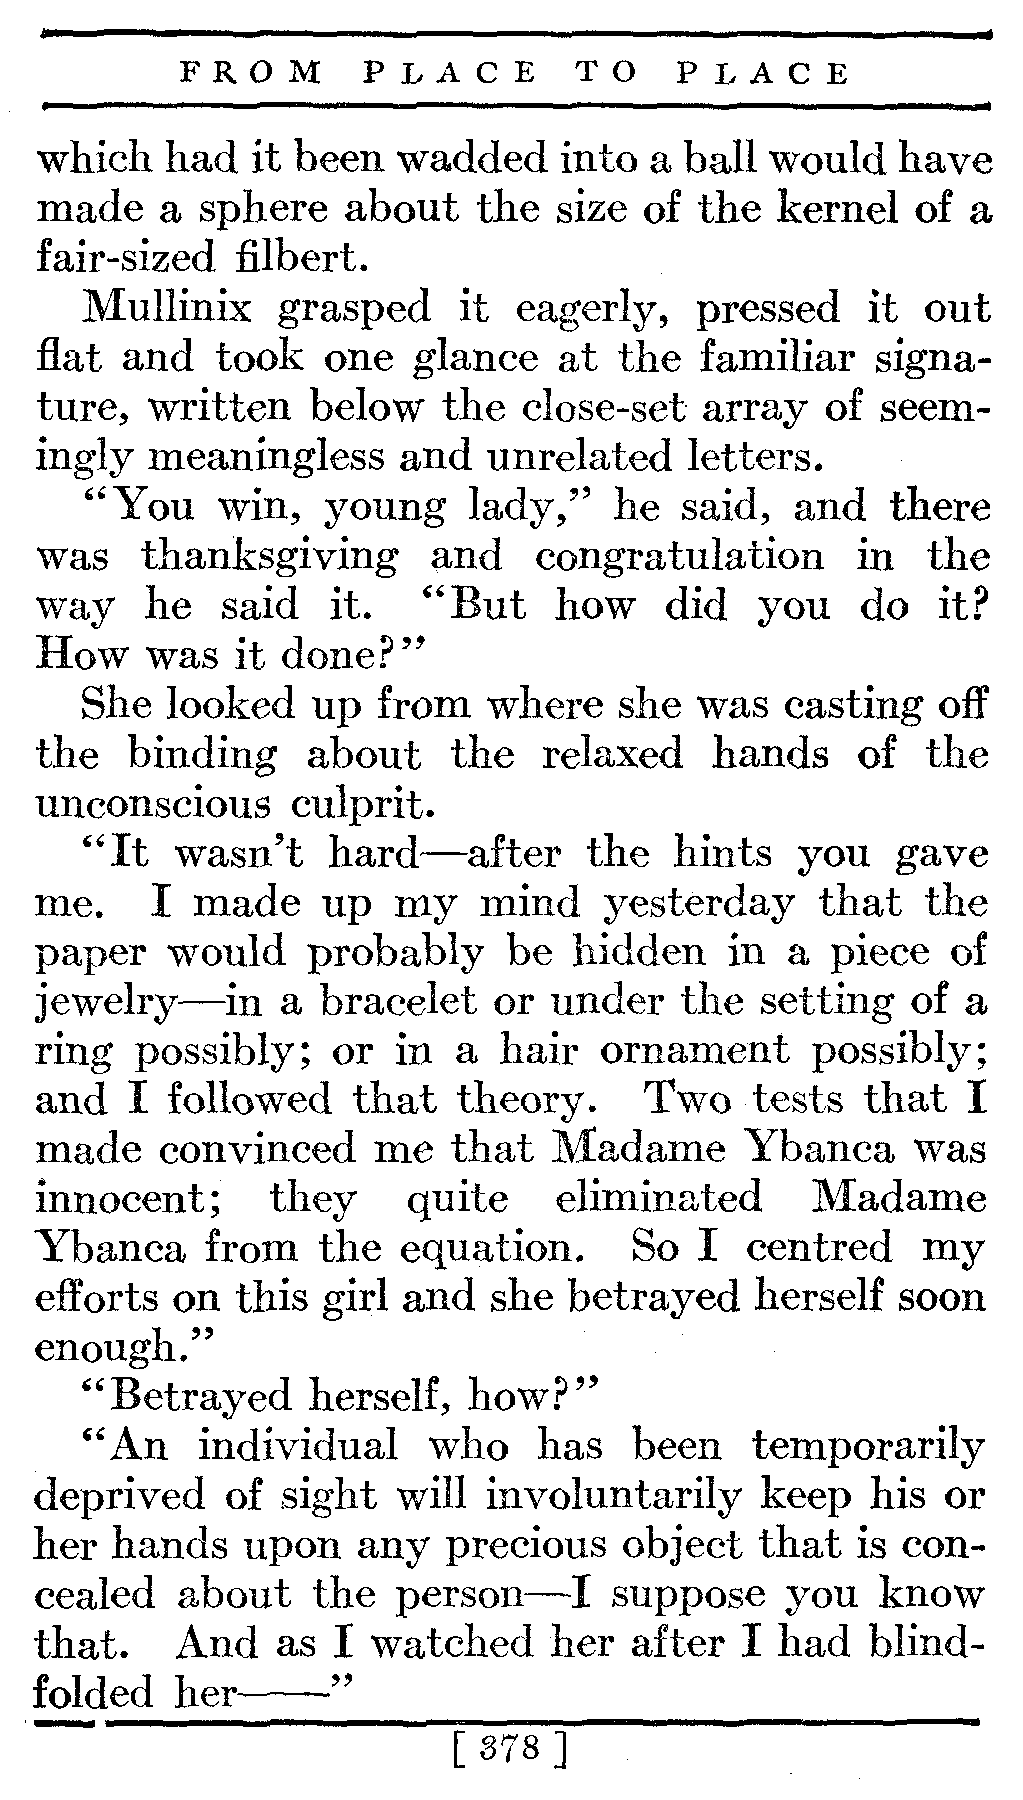 FROM PLACE TO PLACE
which had it been wadded into a ball would have
made a sphere about the size of the kernel of a
fair-sized filbert.
Mullinix grasped it eagerly, pressed it out
flat and took one glance at the familiar signa-
ture, written below the close-set array of seem-
ingly meaningless and unrelated letters.
“You win, young lady,” he said, and there
was thanksgiving and congratulation in the
way he said it. “But how did you do it?
How was it done?”
She looked up from where she was casting off
the binding about the relaxed hands of the
unconscious culprit.
“It wasn’t hard—after the hints you gave
me. I made up my mind yesterday that the
paper would probably be hidden in a piece of
jewelry—in a bracelet or under the setting of a
ring possibly; or in a hair ornament possibly;
and I followed that theory. Two tests that I
made convinced me that Madame Ybanca was
innocent; they quite eliminated Madame
Ybanca from the equation. So I centred my
efforts on this girl and she betrayed herself soon
enough.”
“Betrayed herself, how?”
“An individual who has been temporarily
deprived of sight will involuntarily keep his or
her hands upon any precious object that is con-
cealed about the person—I suppose you know
that. And as I watched her after I had blind-
folded her——”
[ 378 ]